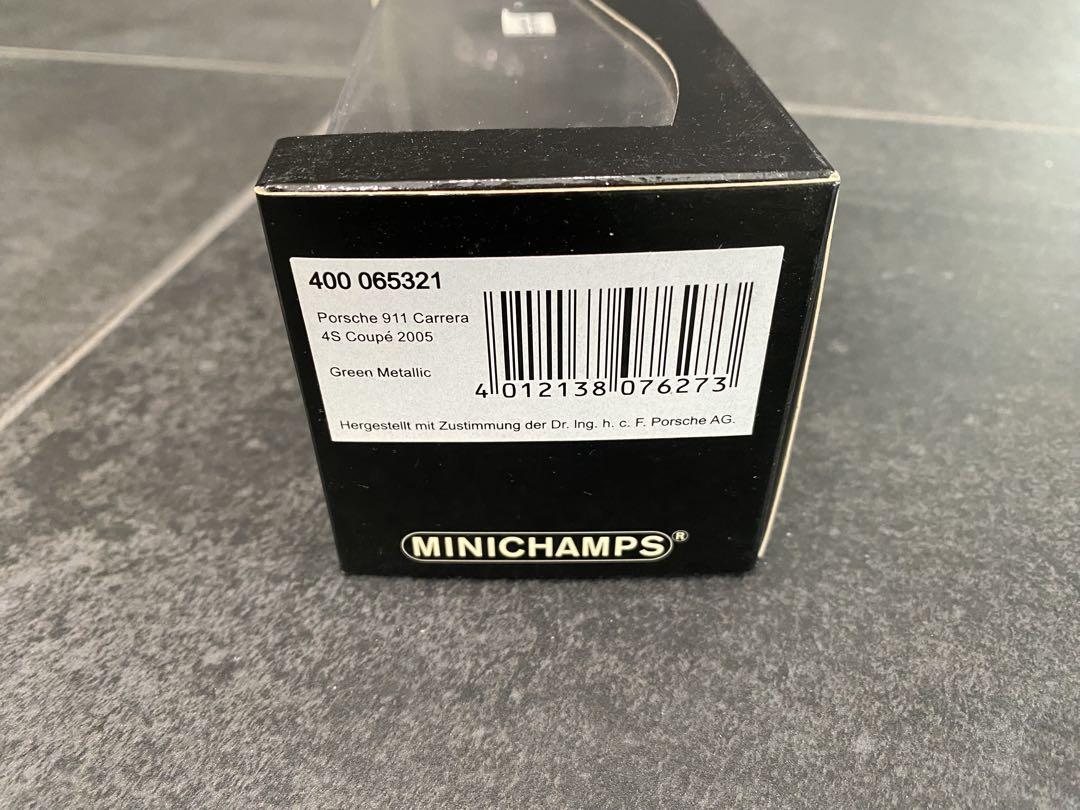 400 065321
Porsche 911 Carrera
4S Coupé 2005
Green Metallic
4 012138 076273
Hergestellt mit Zustimmung der Dr. Ing. h. c. F. Porsche AG.
MINICHAMPS®